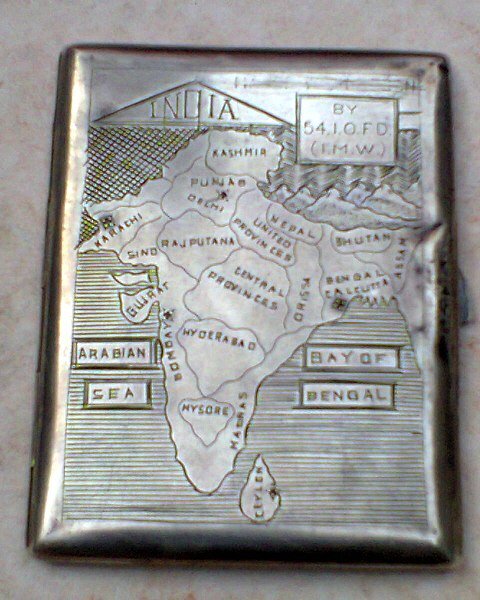 INDIA
BY
54.I.O.F.D.
(I.M.W.)
KASHMIR
PUNJAB
DELHI
KARACHI
SIND
RAJPUTANA
NEPAL
UNITED
PROVINCES
BHUTAN
ASSAM
BENGAL
CALCUTTA
GUJRAT
CENTRAL
PROVINCES
ORISSA
BOMBAY
HYDERABAD
ARABIAN
SEA
BAY OF
BENGAL
MYSORE
MADRAS
CEYLON